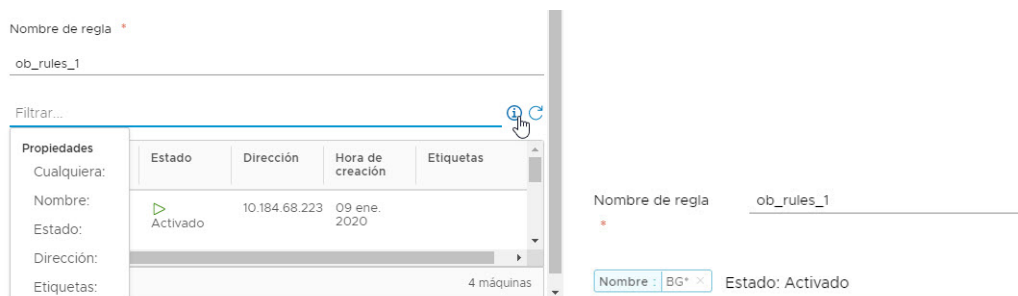 Nombre de regla *
ob_rules_1
Filtrar...
Propiedades
Cualquiera:
Nombre:
Estado:
Dirección:
Etiquetas:
Estado Dirección Hora de creación Etiquetas
Activado 10.184.68.223 09 ene. 2020
4 máquinas
Nombre de regla *
ob_rules_1
Nombre : BG* × Estado: Activado